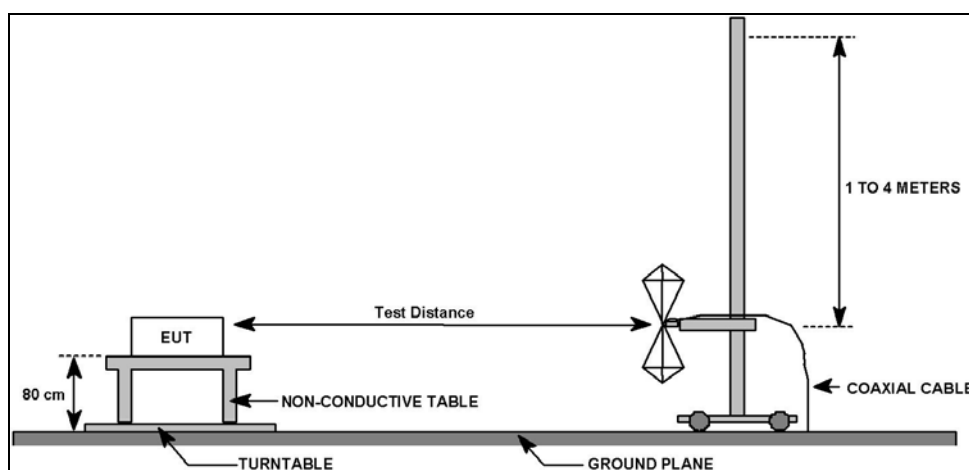 1 TO 4 METERS
Test Distance
EUT
80 cm
NON-CONDUCTIVE TABLE
COAXIAL CABLE
TURNTABLE
GROUND PLANE